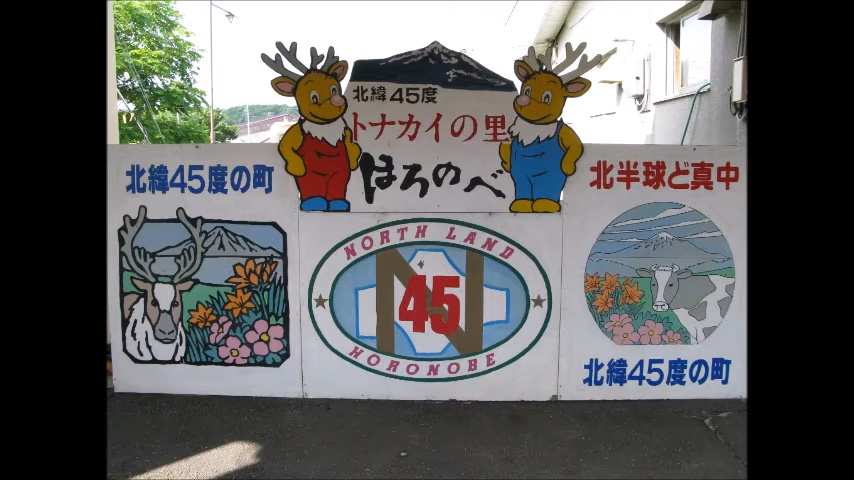 北緯45度
トナカイの里
ほろのべ
北緯45度の町
NORTH LAND
N
45
HORONOBE
北半球ど真中
北緯45度の町